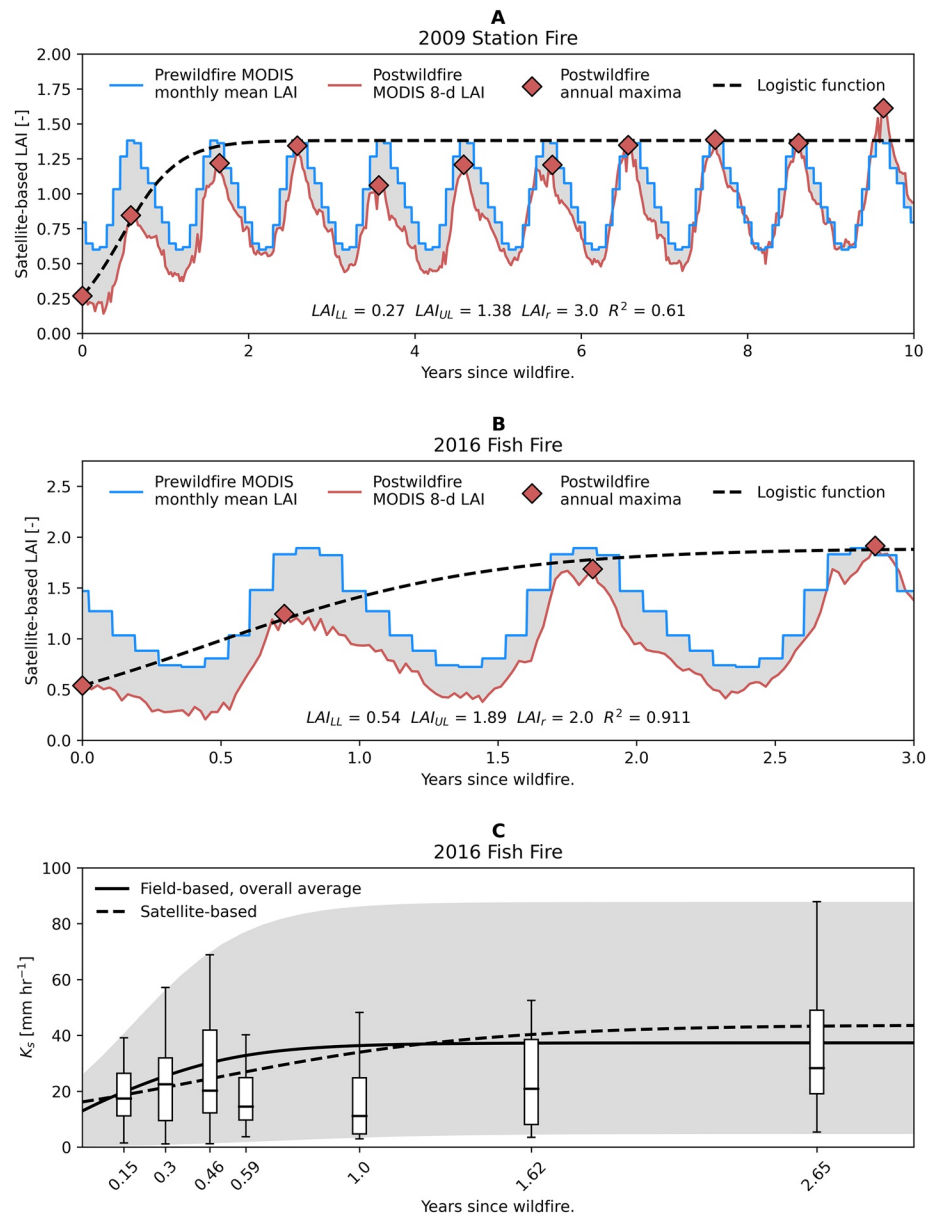 A
2009 Station Fire
Satellite-based LAI [-]
2.00
1.75
1.50
1.25
1.00
0.75
0.50
0.25
0.00
Prewildfire MODIS
monthly mean LAI
Postwildfire
MODIS 8-d LAI
Postwildfire
annual maxima
Logistic function
LAI_LL = 0.27 LAI_UL = 1.38 LAI_r = 3.0 R² = 0.61
0 2 4 6 8 10
Years since wildfire.
B
2016 Fish Fire
Satellite-based LAI [-]
2.5
2.0
1.5
1.0
0.5
0.0
Prewildfire MODIS
monthly mean LAI
Postwildfire
MODIS 8-d LAI
Postwildfire
annual maxima
Logistic function
LAI_LL = 0.54 LAI_UL = 1.89 LAI_r = 2.0 R² = 0.911
0.0 0.5 1.0 1.5 2.0 2.5 3.0
Years since wildfire.
C
2016 Fish Fire
K_s [mm hr⁻¹]
100
80
60
40
20
0
Field-based, overall average
Satellite-based
0.15 0.3 0.46 0.59 1.0 1.62 2.65
Years since wildfire.